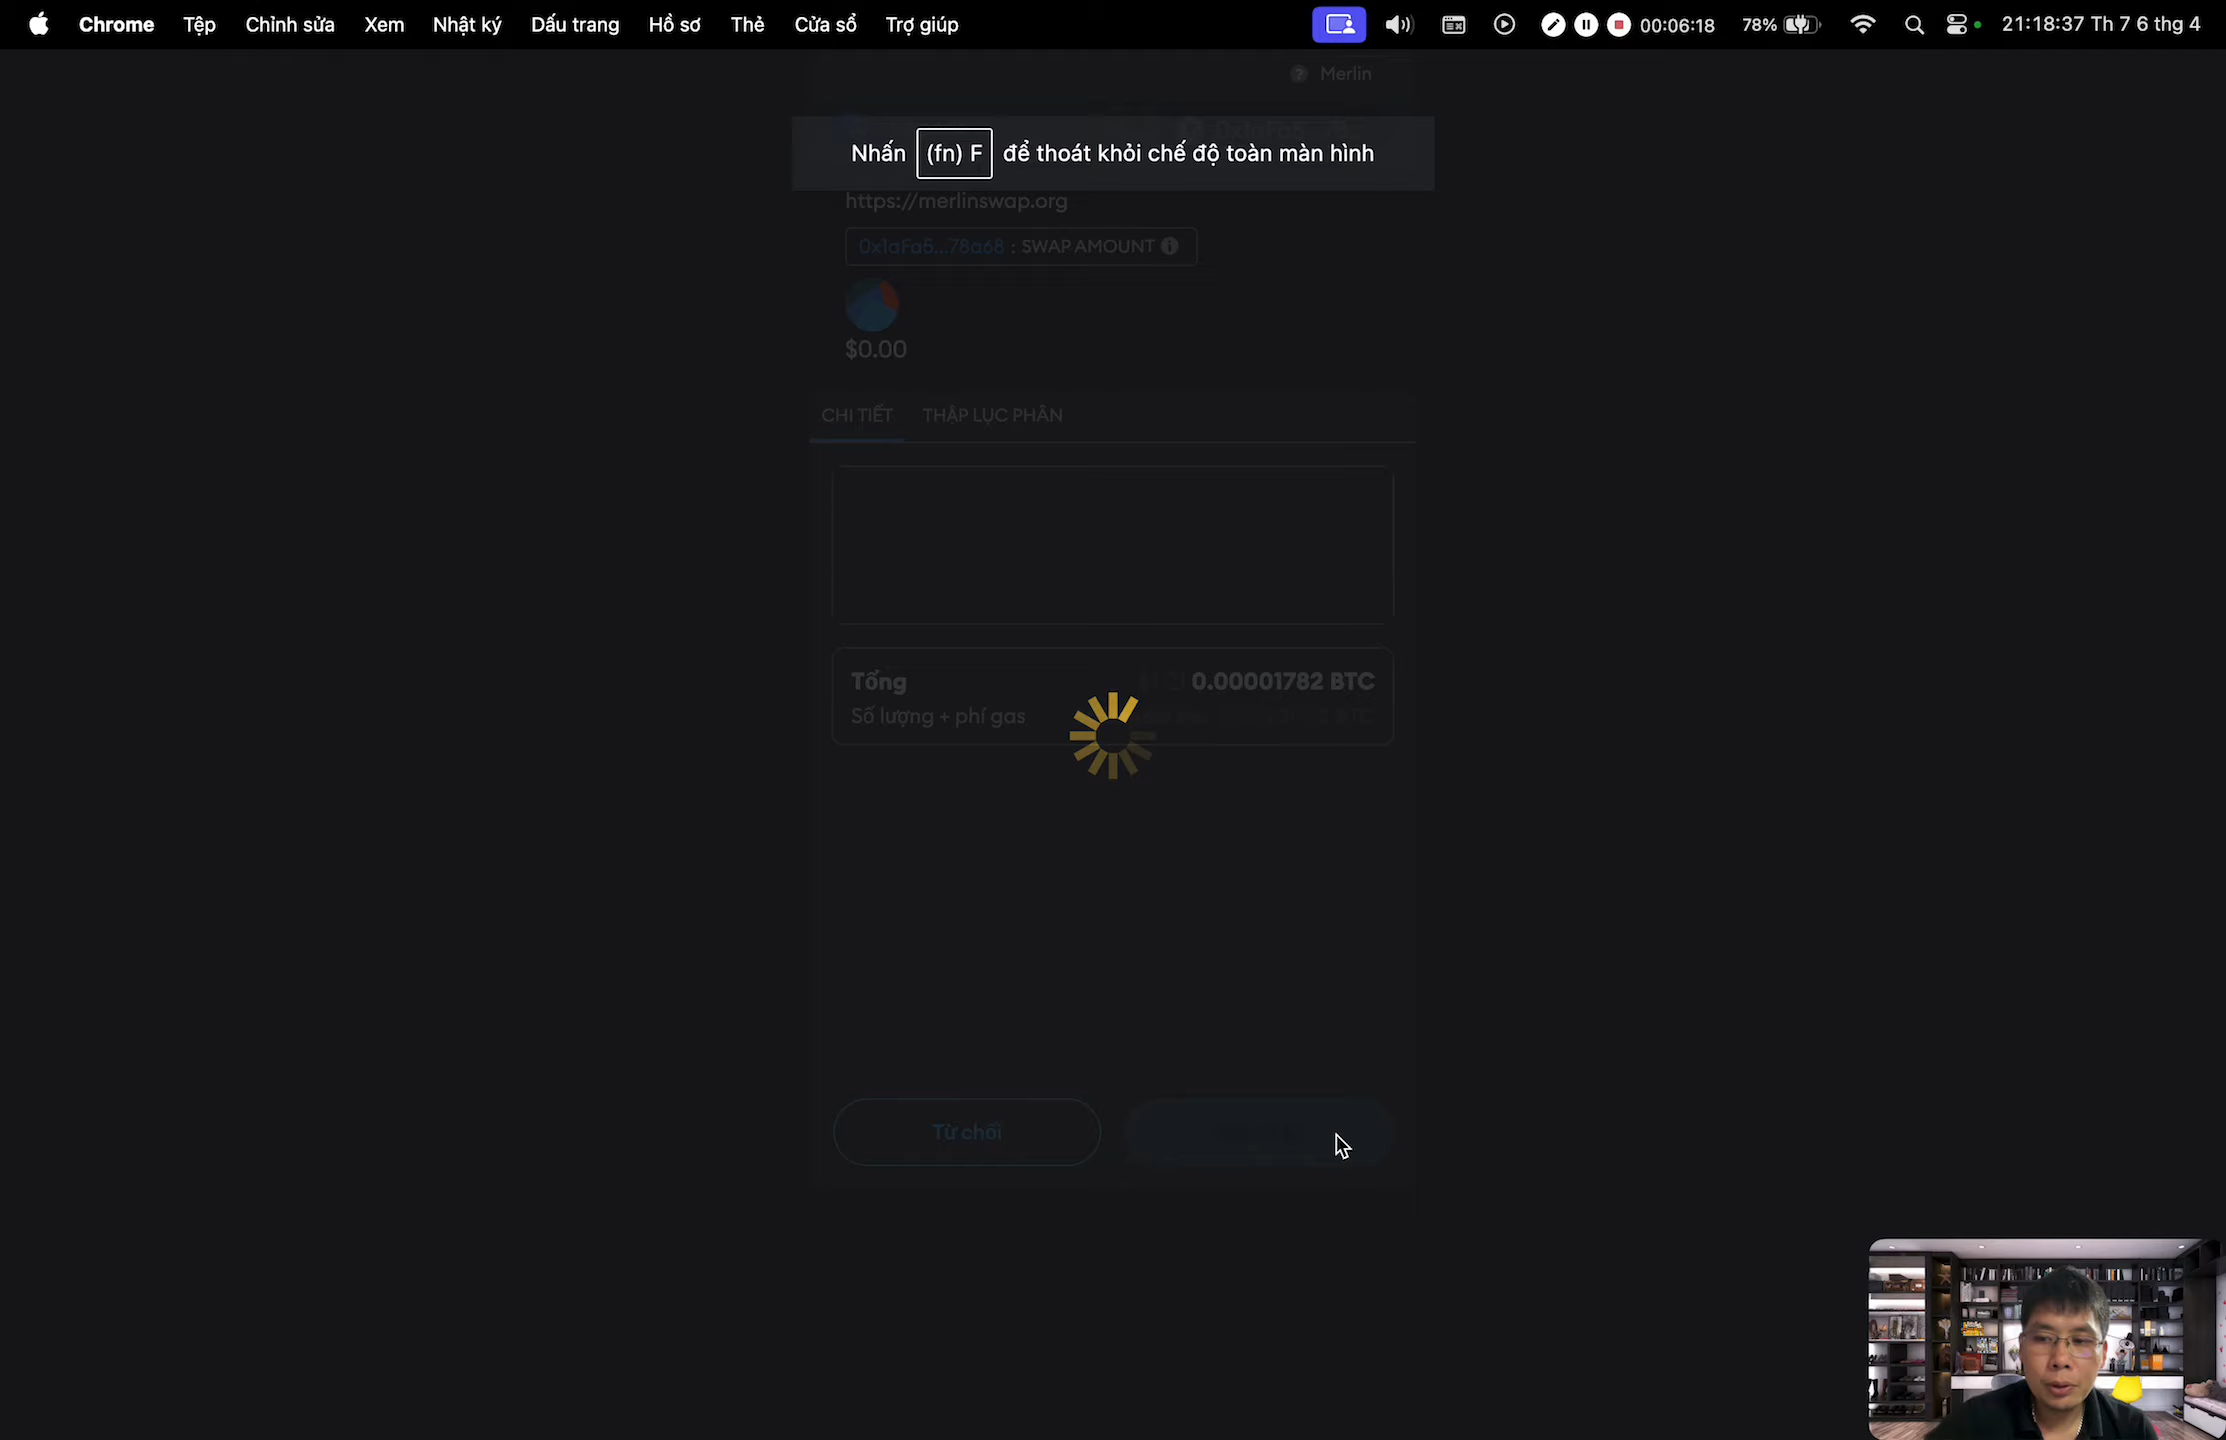 Chrome Tệp Chỉnh sửa Xem Nhật ký Dấu trang Hồ sơ Thẻ Cửa sổ Trợ giúp 00:06:18 78% 21:18:37 Th 7 6 thg 4
? Merlin
Nhấn (fn) F để thoát khỏi chế độ toàn màn hình
https://merlinswap.org
0x1aFa5...78a68 : SWAP AMOUNT
$0.00
CHI TIẾT THẬP LỤC PHÂN
Tổng 0.00001782 BTC
Số lượng + phí gas
Từ chối